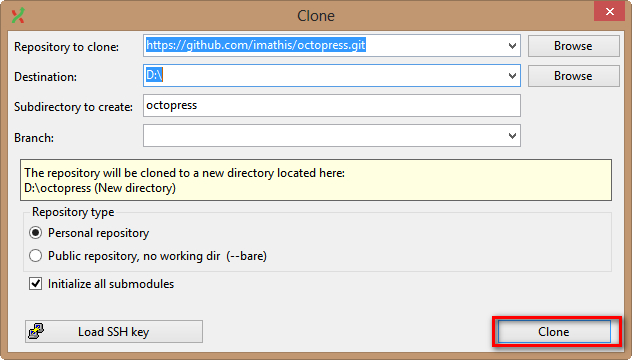 Clone
Repository to clone: https://github.com/imathis/octopress.git Browse
Destination: D:\ Browse
Subdirectory to create: octopress
Branch:
The repository will be cloned to a new directory located here:
D:\octopress (New directory)
Repository type
Personal repository
Public repository, no working dir (--bare)
Initialize all submodules
Load SSH key Clone